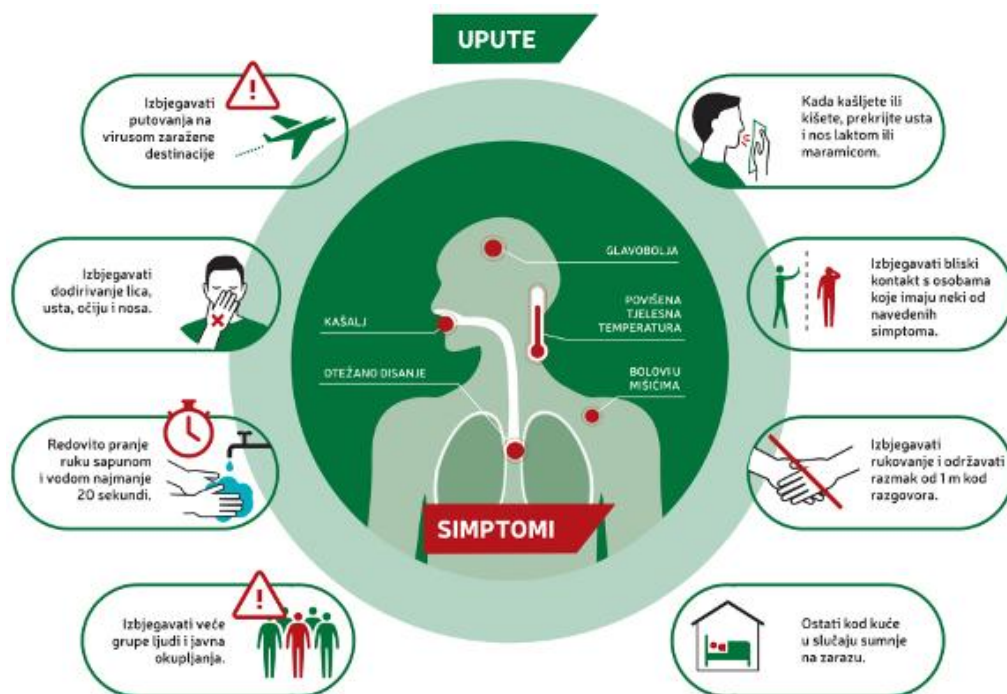 UPUTE
Izbjegavati
putovanja na
virusom zaražene
destinacije
Kada kašljete ili
kišete, prekrijte usta
i nos laktom ili
maramicom.
Izbjegavati
dodirivanje lica,
usta, očiju i nosa.
Izbjegavati bliski
kontakt s osobama
koje imaju neki od
navedenih
simptoma.
Redovito pranje
ruku sapunom
i vodom najmanje
20 sekundi.
Izbjegavati
rukovanje i održavati
razmak od 1 m kod
razgovora.
Izbjegavati veće
grupe ljudi i javna
okupljanja.
Ostati kod kuće
u slučaju sumnje
na zarazu.
GLAVOBOLJA
KAŠALJ
POVIŠENA
TJELESNA
TEMPERATURA
OTEŽANO DISANJE
BOLOVI U
MIŠIĆIMA
SIMPTOMI